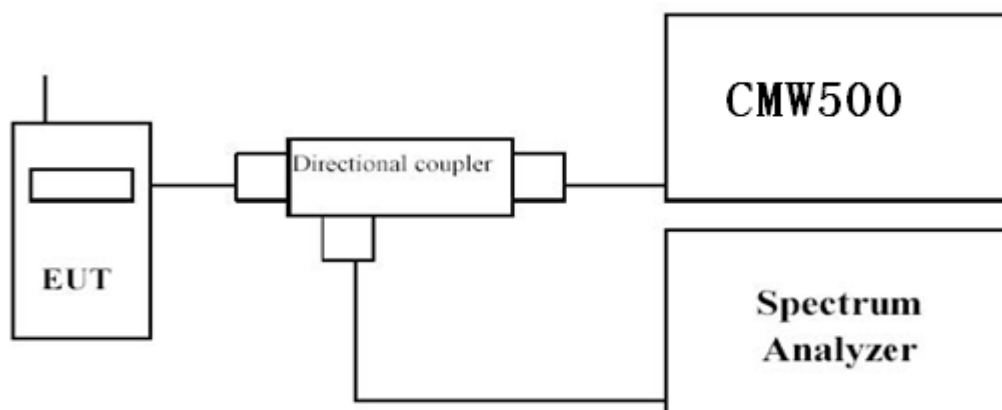 CMW500
Directional coupler
EUT
Spectrum
Analyzer